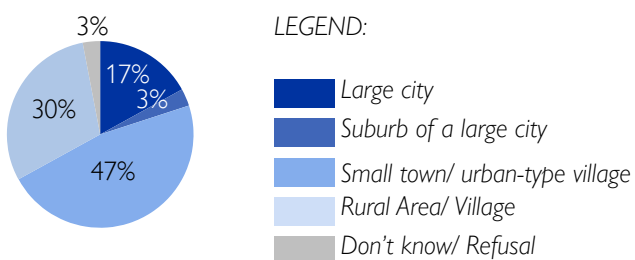 3%
LEGEND:
17%
3%
30%
47%
Large city
Suburb of a large city
Small town/ urban-type village
Rural Area/ Village
Don't know/ Refusal